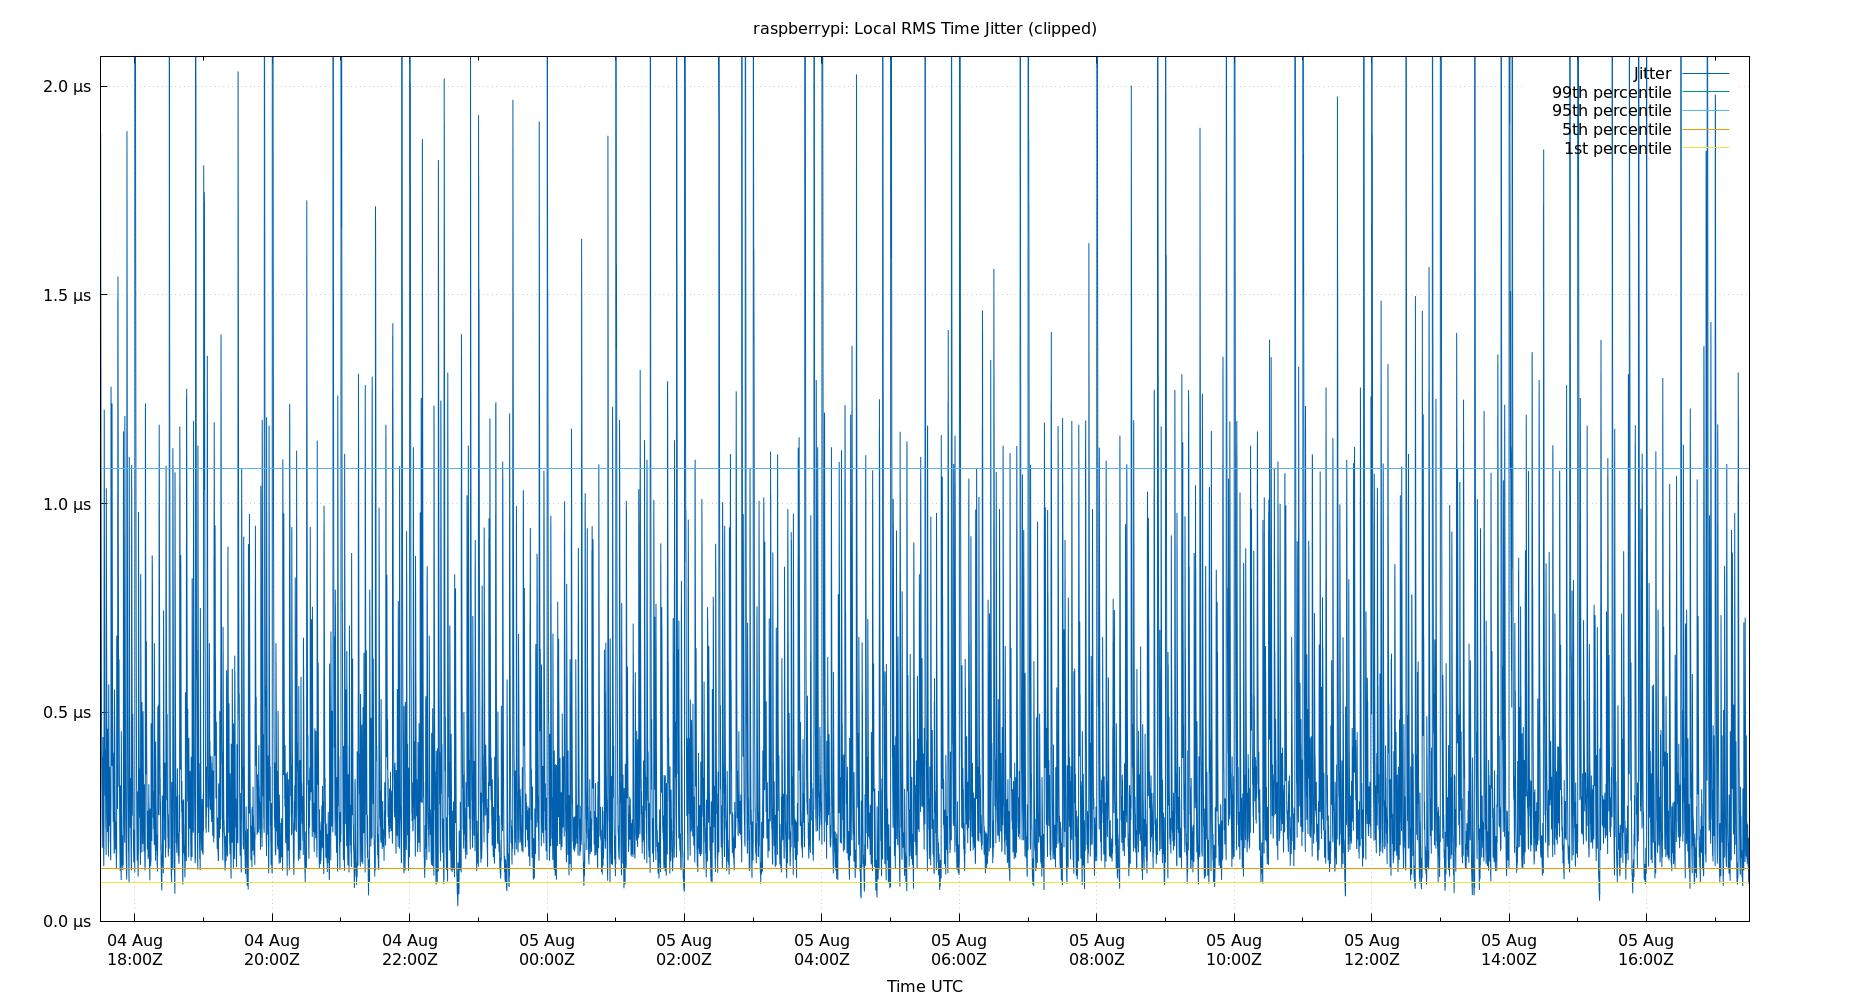 raspberrypi: Local RMS Time Jitter (clipped)
2.0 µs
1.5 µs
1.0 µs
0.5 µs
0.0 µs
Jitter
99th percentile
95th percentile
5th percentile
1st percentile
04 Aug 04 Aug 04 Aug 05 Aug 05 Aug 05 Aug 05 Aug 05 Aug 05 Aug 05 Aug 05 Aug 05 Aug
18:00Z 20:00Z 22:00Z 00:00Z 02:00Z 04:00Z 06:00Z 08:00Z 10:00Z 12:00Z 14:00Z 16:00Z
Time UTC